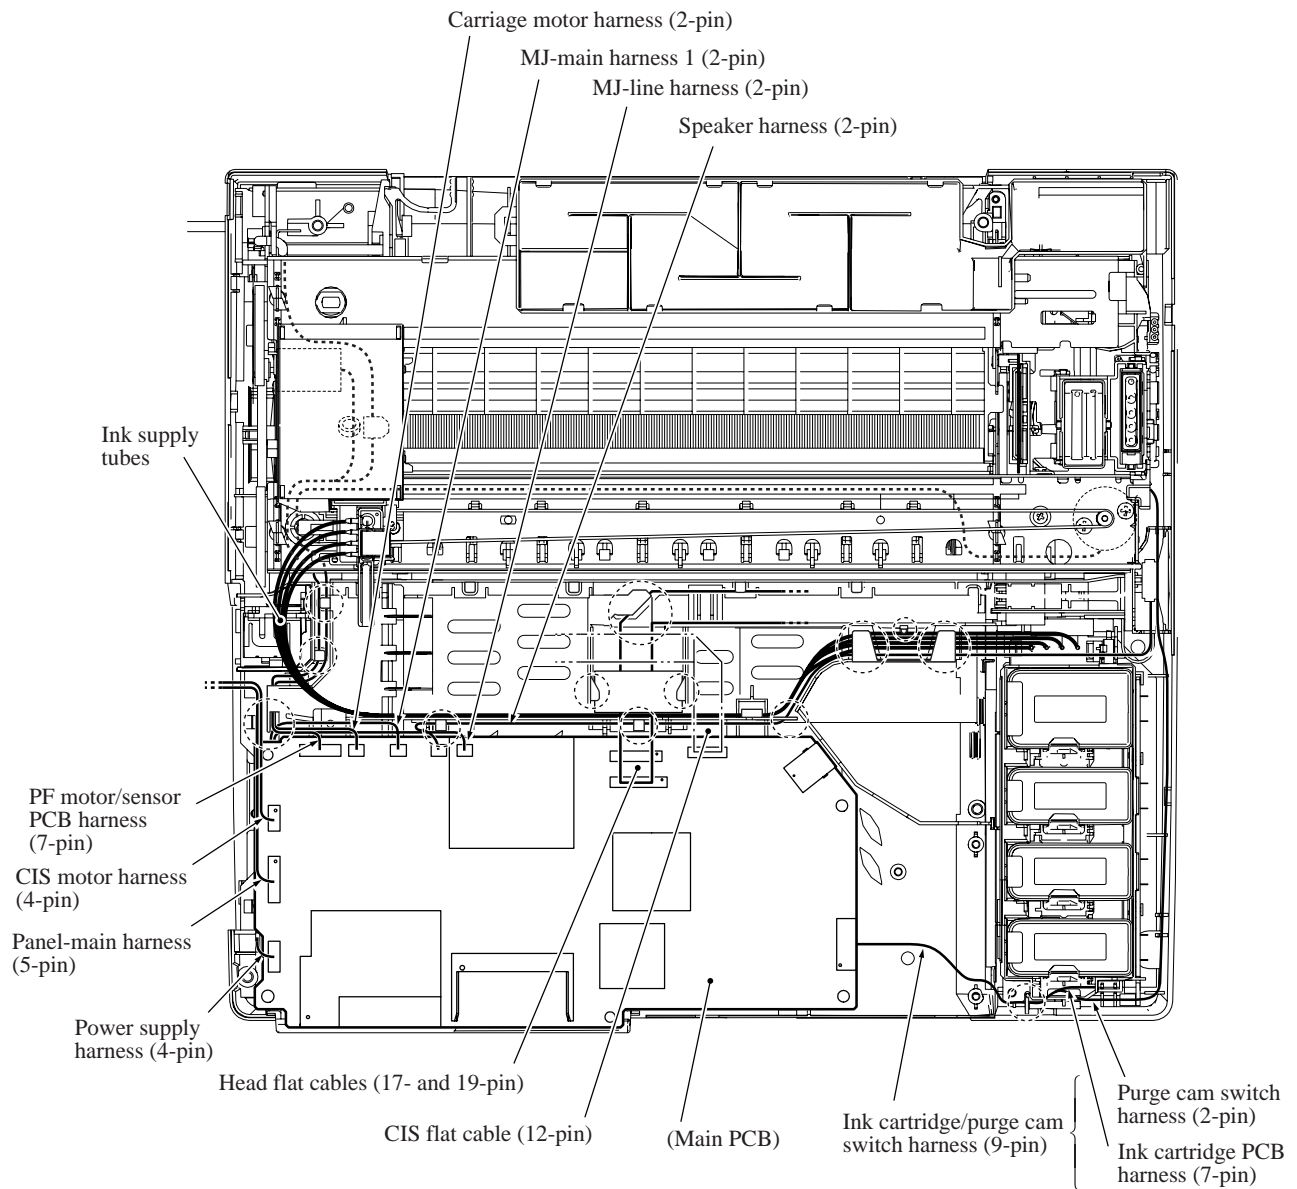 Carriage motor harness (2-pin)
MJ-main harness 1 (2-pin)
MJ-line harness (2-pin)
Speaker harness (2-pin)
Ink supply
tubes
PF motor/sensor
PCB harness
(7-pin)
CIS motor harness
(4-pin)
Panel-main harness
(5-pin)
Power supply
harness (4-pin)
Head flat cables (17- and 19-pin)
CIS flat cable (12-pin)
(Main PCB)
Ink cartridge/purge cam
switch harness (9-pin)
Purge cam switch
harness (2-pin)
Ink cartridge PCB
harness (7-pin)